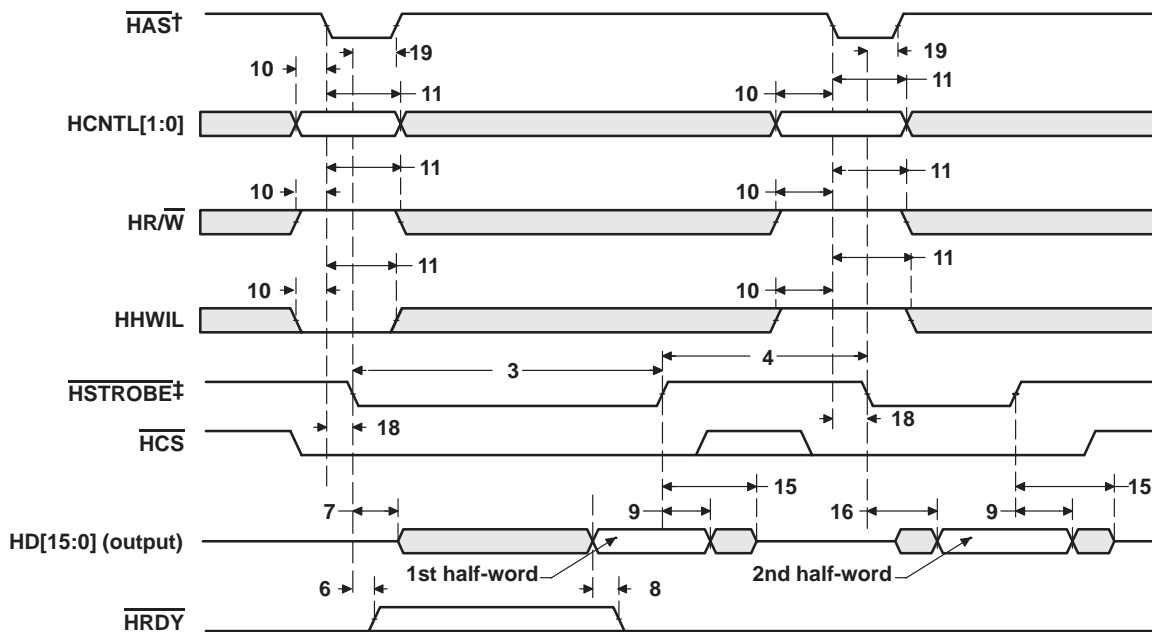 HAS†
19
19
10
11
10
11
HCNTL[1:0]
11
11
10
10
HR/W
11
11
10
10
HHWIL
3
4
HSTROBE‡
18
18
HCS
15
15
7
9
16
9
HD[15:0] (output)
1st half-word
2nd half-word
6
8
HRDY